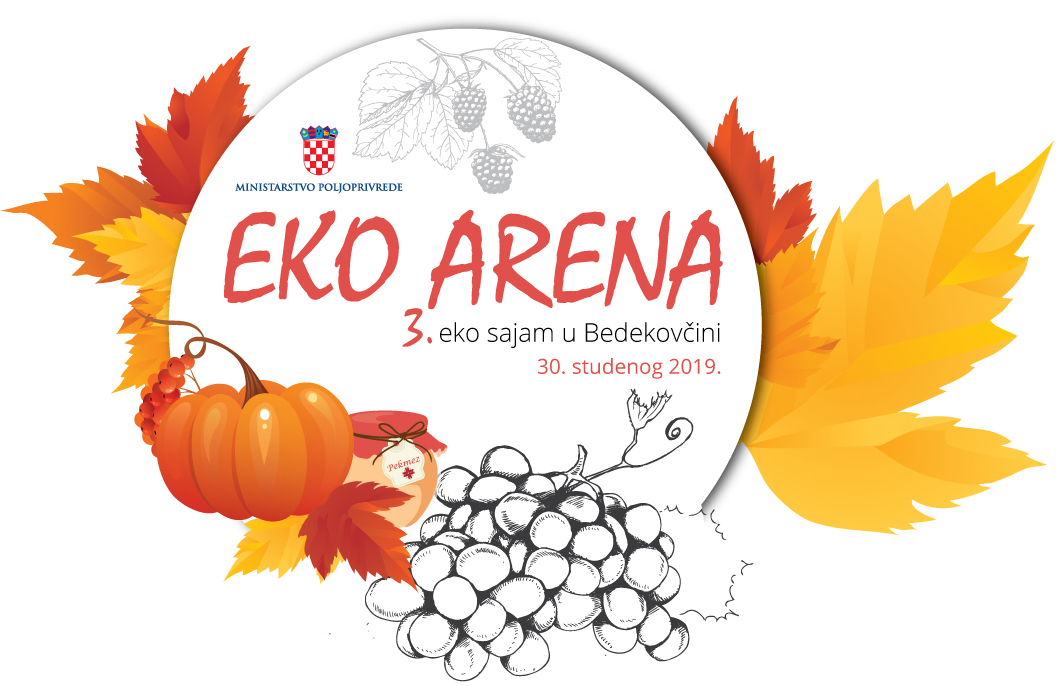 MINISTARSTVO POLJOPRIVREDE
EKO ARENA
3. eko sajam u Bedekovčini
30. studenog 2019.
Pekmez